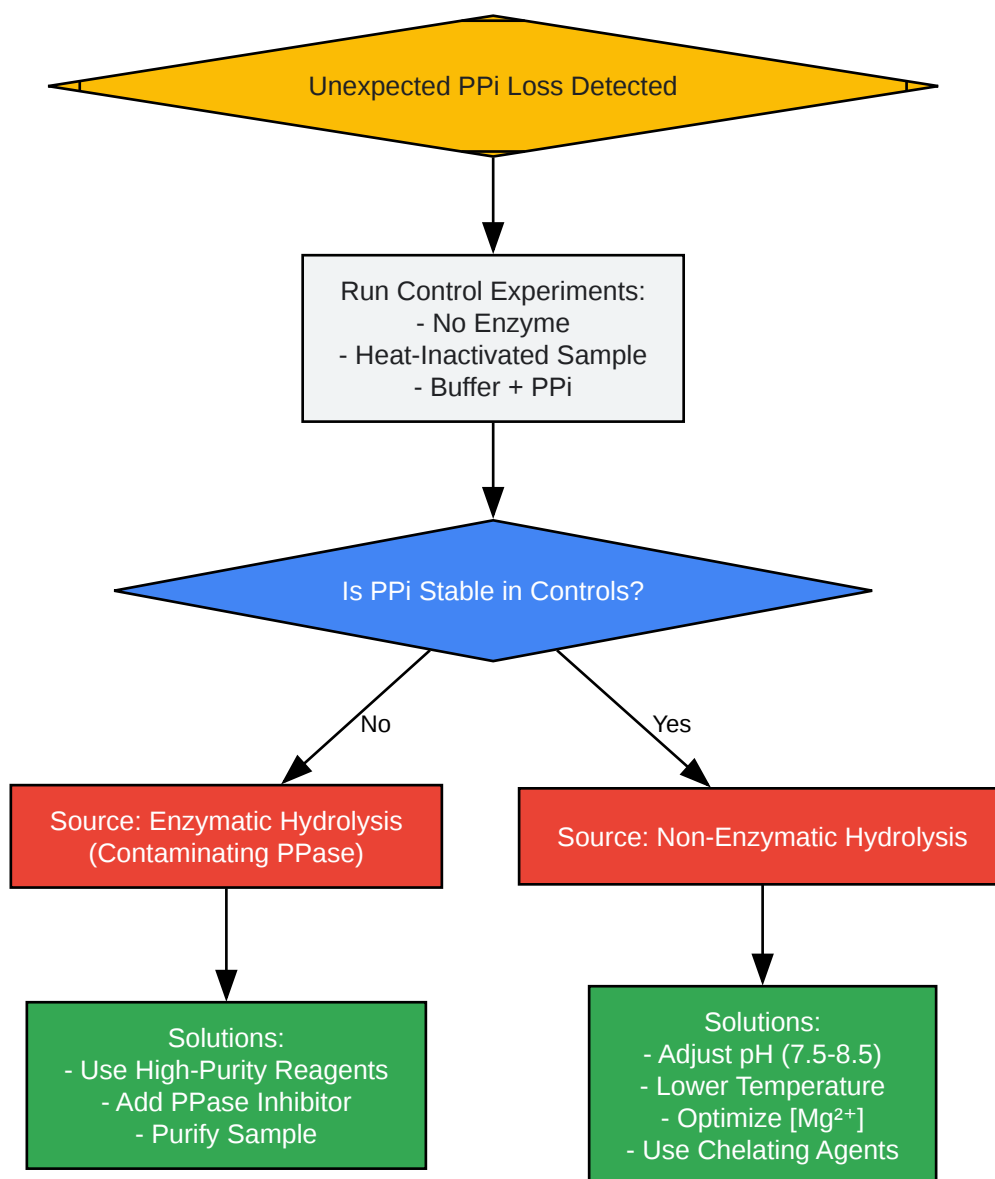 Unexpected PPi Loss Detected
Run Control Experiments:
- No Enzyme
- Heat-Inactivated Sample
- Buffer + PPi
Is PPi Stable in Controls?
No
Yes
Source: Enzymatic Hydrolysis
(Contaminating PPase)
Source: Non-Enzymatic Hydrolysis
Solutions:
- Use High-Purity Reagents
- Add PPase Inhibitor
- Purify Sample
Solutions:
- Adjust pH (7.5-8.5)
- Lower Temperature
- Optimize [Mg²⁺]
- Use Chelating Agents